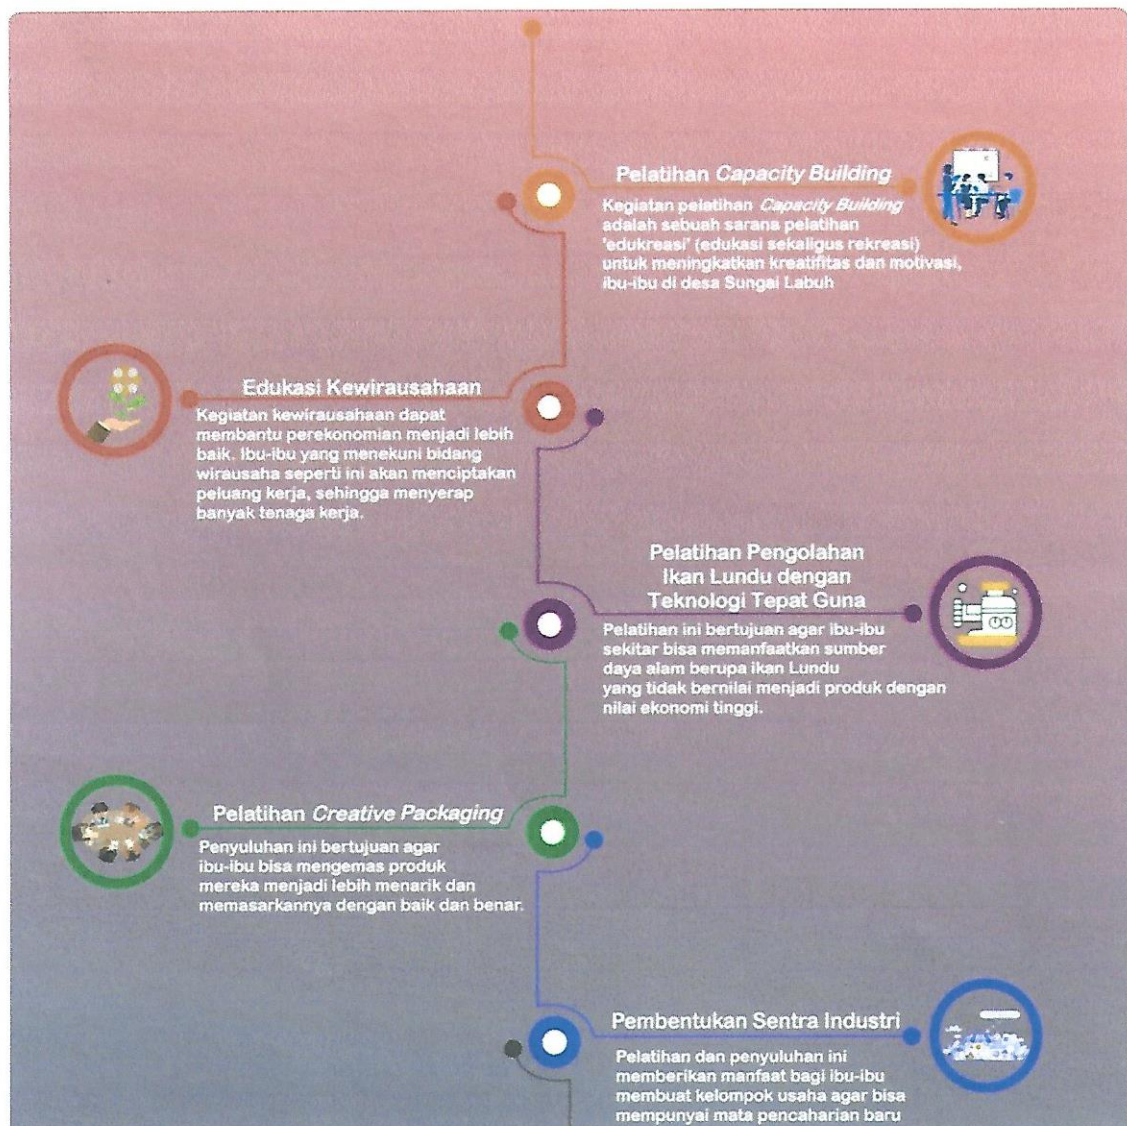 Pelatihan Capacity Building
Kegiatan pelatihan Capacity Building
adalah sebuah sarana pelatihan
'edukreasi' (edukasi sekaligus rekreasi)
untuk meningkatkan kreatifitas dan motivasi,
ibu-ibu di desa Sungai Labuh
Edukasi Kewirausahaan
Kegiatan kewirausahaan dapat
membantu perekonomian menjadi lebih
baik. Ibu-ibu yang menekuni bidang
wirausaha seperti ini akan menciptakan
peluang kerja, sehingga menyerap
banyak tenaga kerja.
Pelatihan Pengolahan
Ikan Lundu dengan
Teknologi Tepat Guna
Pelatihan ini bertujuan agar ibu-ibu
sekitar bisa memanfaatkan sumber
daya alam berupa ikan Lundu
yang tidak bernilai menjadi produk dengan
nilai ekonomi tinggi.
Pelatihan Creative Packaging
Penyuluhan ini bertujuan agar
ibu-ibu bisa mengemas produk
mereka menjadi lebih menarik dan
memasarkannya dengan baik dan benar.
Pembentukan Sentra Industri
Pelatihan dan penyuluhan ini
memberikan manfaat bagi ibu-ibu
membuat kelompok usaha agar bisa
mempunyai mata pencaharian baru